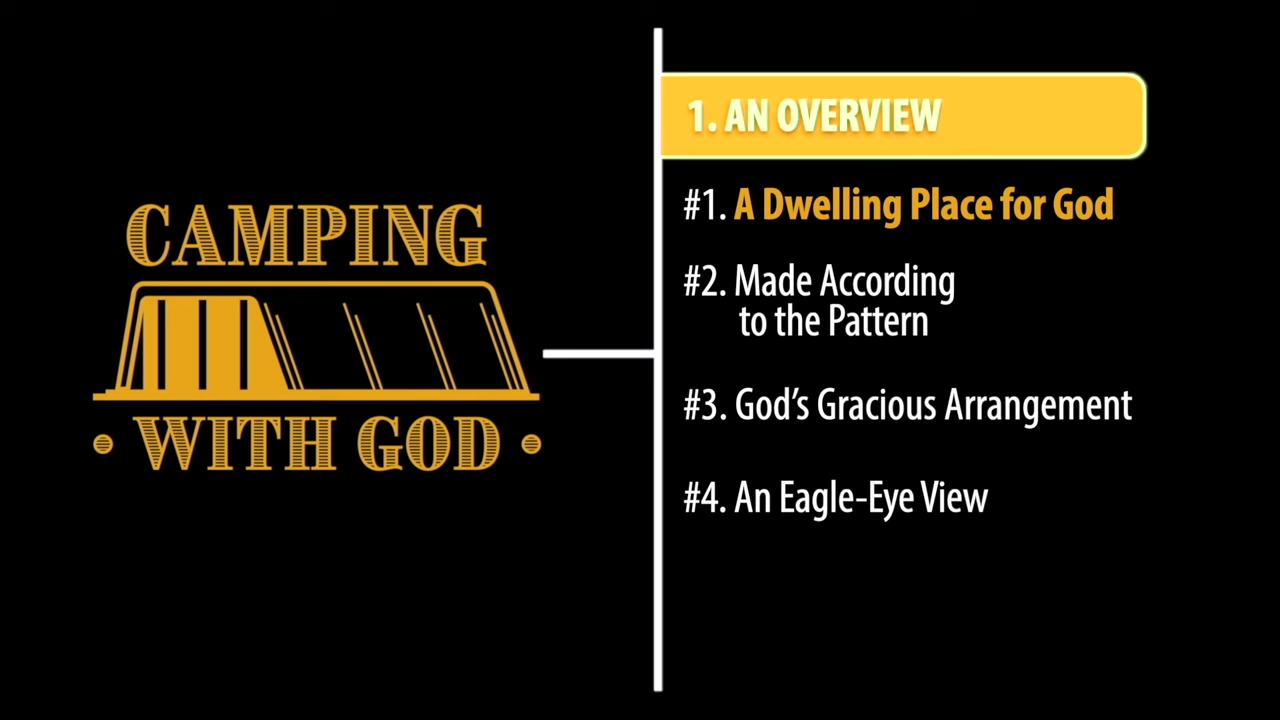 CAMPING
• WITH GOD •
1. AN OVERVIEW
#1. A Dwelling Place for God
#2. Made According
to the Pattern
#3. God's Gracious Arrangement
#4. An Eagle-Eye View